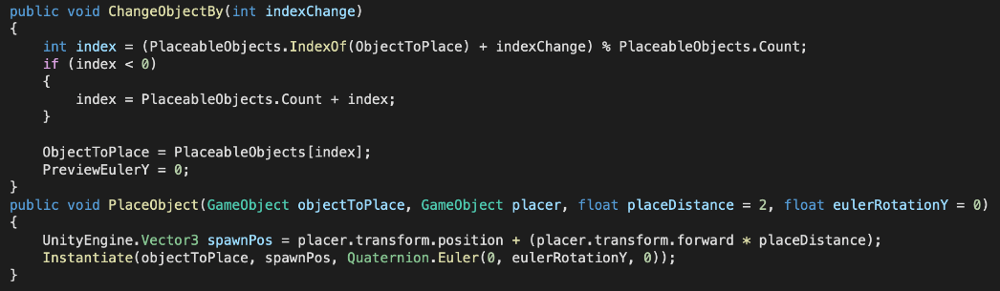 public void ChangeObjectBy(int indexChange)
{
    int index = (PlaceableObjects.IndexOf(ObjectToPlace) + indexChange) % PlaceableObjects.Count;
    if (index < 0)
    {
        index = PlaceableObjects.Count + index;
    }

    ObjectToPlace = PlaceableObjects[index];
    PreviewEulerY = 0;
}
public void PlaceObject(GameObject objectToPlace, GameObject placer, float placeDistance = 2, float eulerRotationY = 0)
{
    UnityEngine.Vector3 spawnPos = placer.transform.position + (placer.transform.forward * placeDistance);
    Instantiate(objectToPlace, spawnPos, Quaternion.Euler(0, eulerRotationY, 0));
}